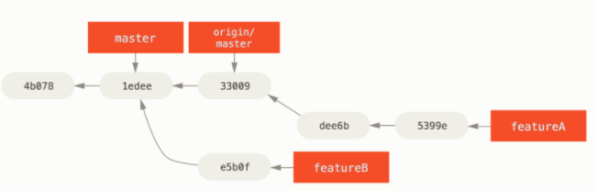 master
origin/
master
4b078
1edee
33009
dee6b
5399e
featureA
e5b0f
featureB